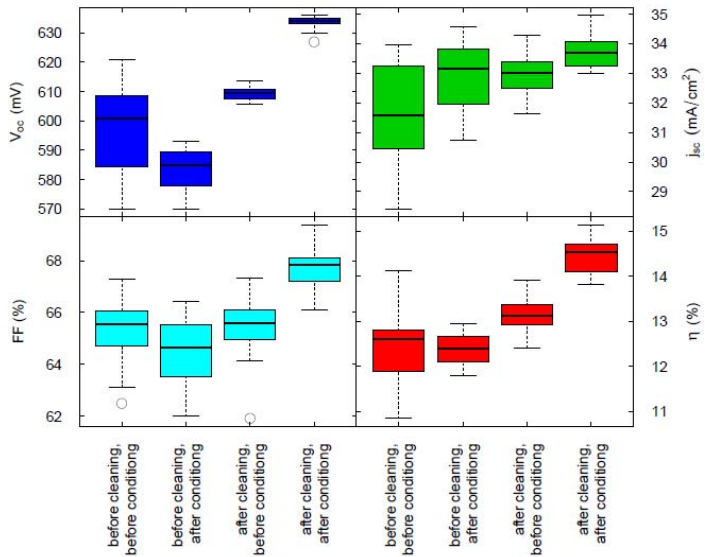 630
620
610
600
590
580
570
Voc (mV)
35
34
33
32
31
30
29
28
jsc (mA/cm²)
68
66
64
62
FF (%)
15
14
13
12
11
η (%)
before cleaning,
before conditiong
before cleaning,
after conditiong
after cleaning,
before conditiong
after cleaning,
after conditiong
before cleaning,
before conditiong
before cleaning,
after conditiong
after cleaning,
before conditiong
after cleaning,
after conditiong